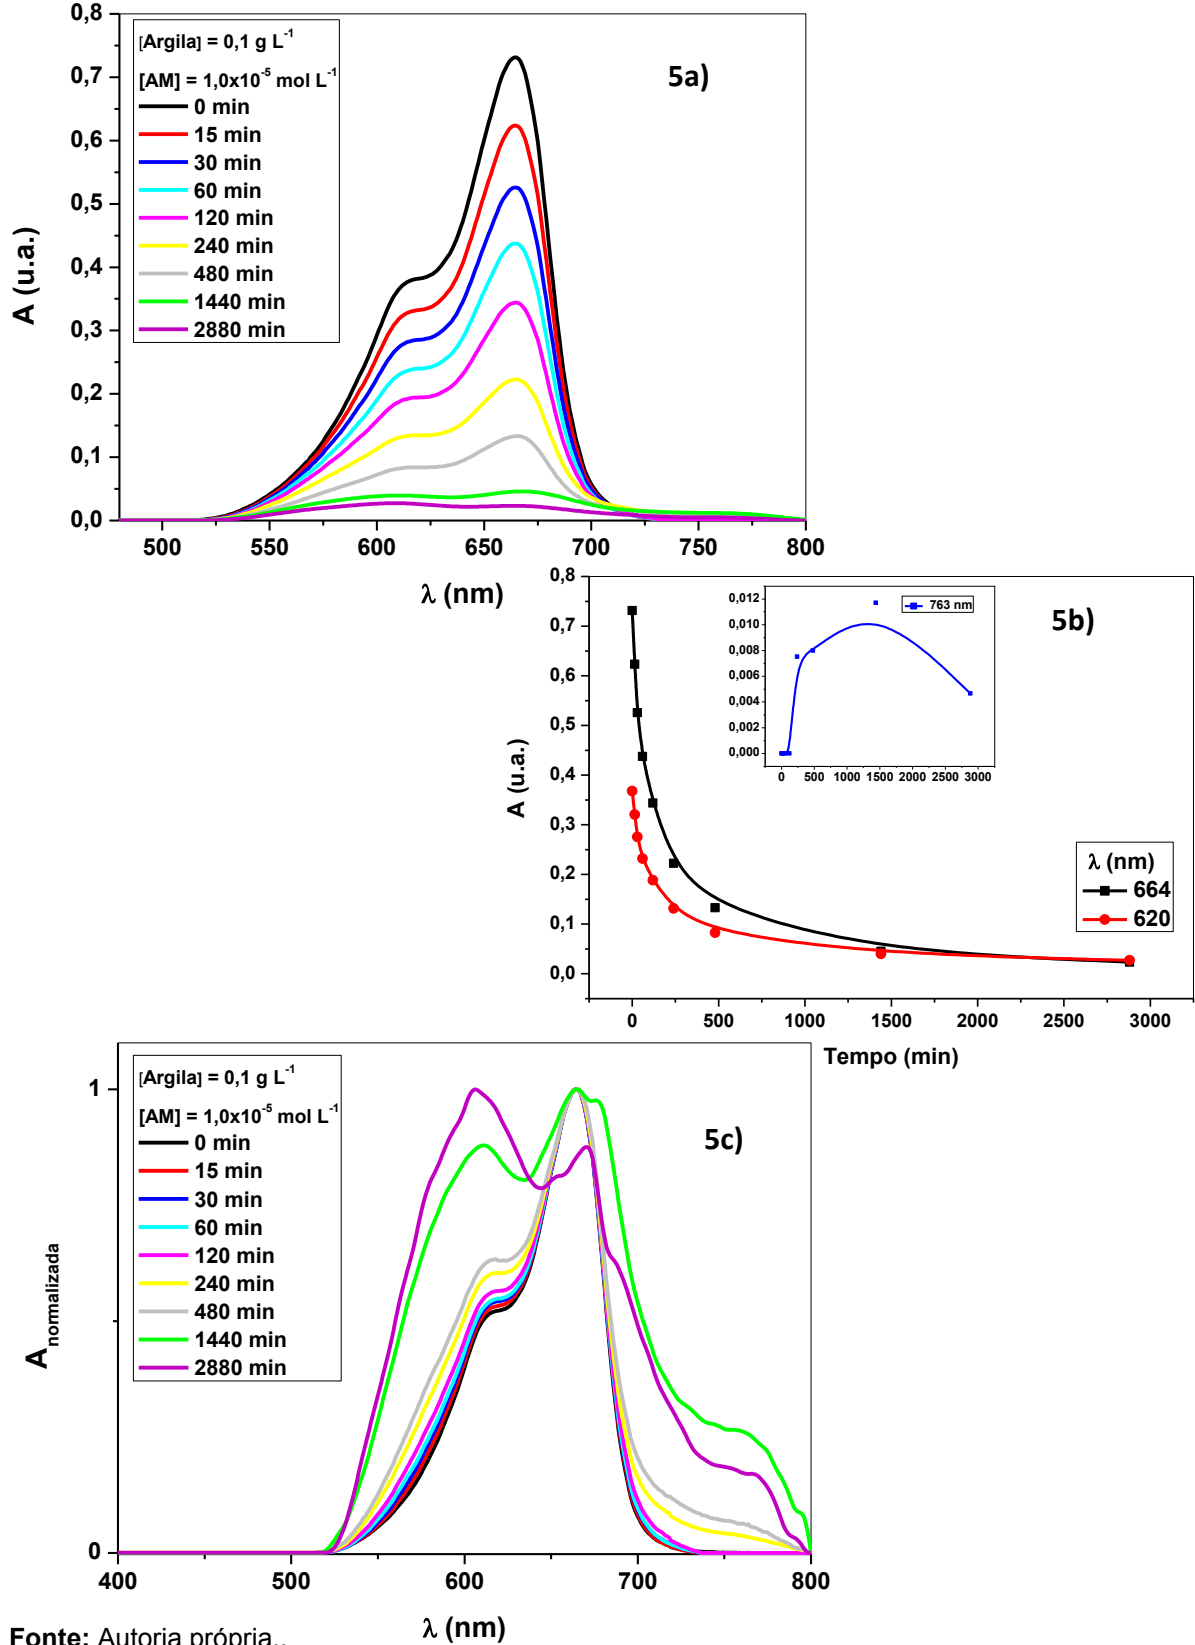 5a)
[Argila] = 0,1 g L-1
[AM] = 1,0x10-5 mol L-1
0 min
15 min
30 min
60 min
120 min
240 min
480 min
1440 min
2880 min
A (u.a.)
0,8
0,7
0,6
0,5
0,4
0,3
0,2
0,1
0,0
500 550 600 650 700 750 800
λ (nm)
5b)
A (u.a.)
0,8
0,7
0,6
0,5
0,4
0,3
0,2
0,1
0,0
0,012
0,010
0,008
0,006
0,004
0,002
0,000
763 nm
0 500 1000 1500 2000 2500 3000
λ (nm)
664
620
0 500 1000 1500 2000 2500 3000
Tempo (min)
5c)
[Argila] = 0,1 g L-1
[AM] = 1,0x10-5 mol L-1
0 min
15 min
30 min
60 min
120 min
240 min
480 min
1440 min
2880 min
A normalizada
1
0
400 500 600 700 800
λ (nm)
Fonte: Autoria própria..